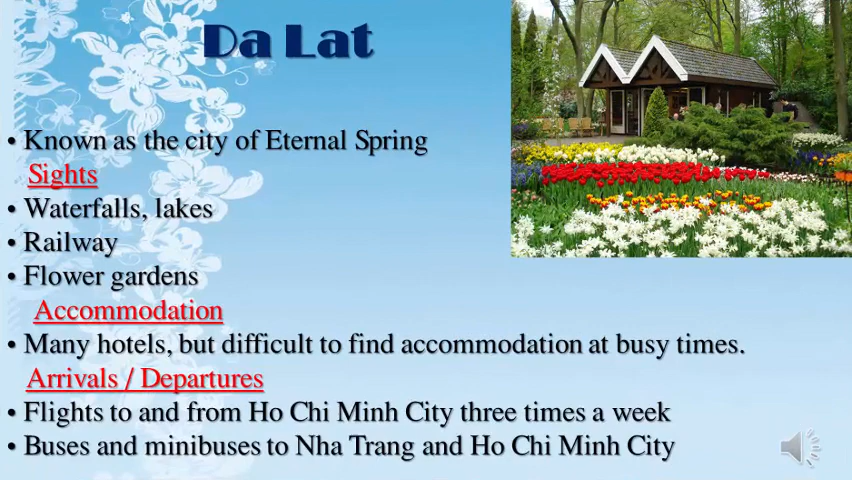 Da Lat
• Known as the city of Eternal Spring
Sights
• Waterfalls, lakes
• Railway
• Flower gardens
Accommodation
• Many hotels, but difficult to find accommodation at busy times.
Arrivals / Departures
• Flights to and from Ho Chi Minh City three times a week
• Buses and minibuses to Nha Trang and Ho Chi Minh City